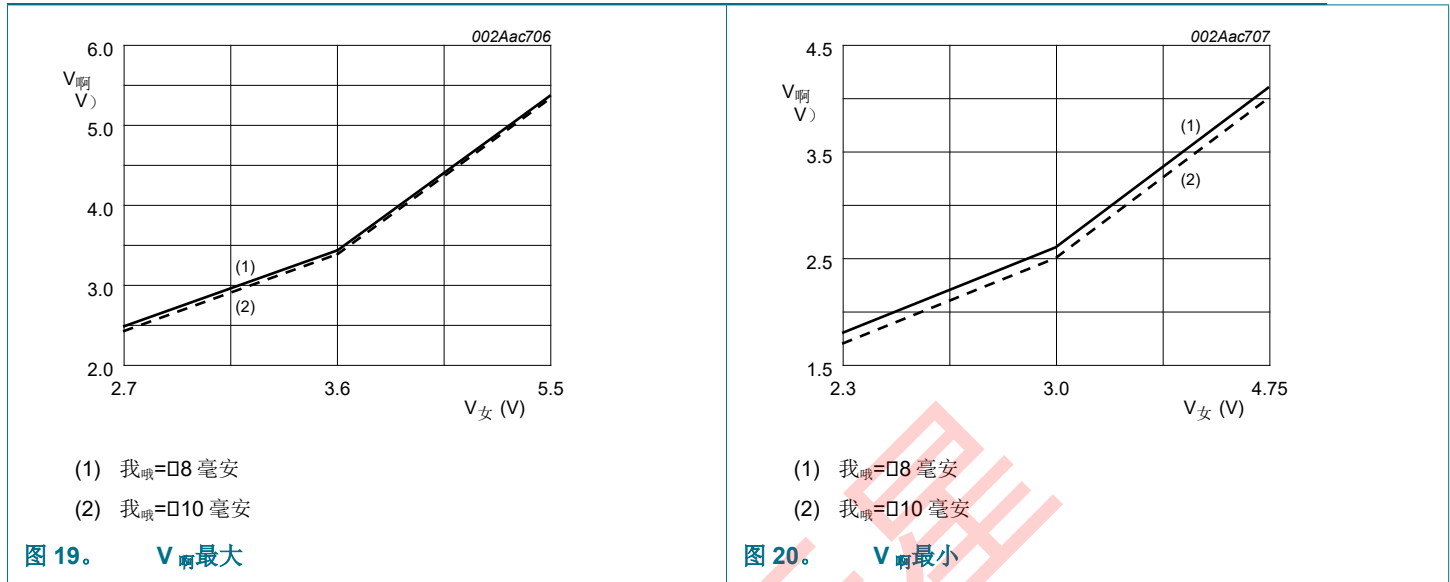 002Aac706
6.0
V啊
V）
5.0
4.0
3.0
2.0
(1)
(2)
2.7 3.6 5.5
V女 (V)
(1) 我哦=□8 毫安
(2) 我哦=□10 毫安
图 19。 V 啊最大
002Aac707
4.5
V啊
V）
3.5
2.5
1.5
(1)
(2)
2.3 3.0 4.75
V女 (V)
(1) 我哦=□8 毫安
(2) 我哦=□10 毫安
图 20。 V 啊最小